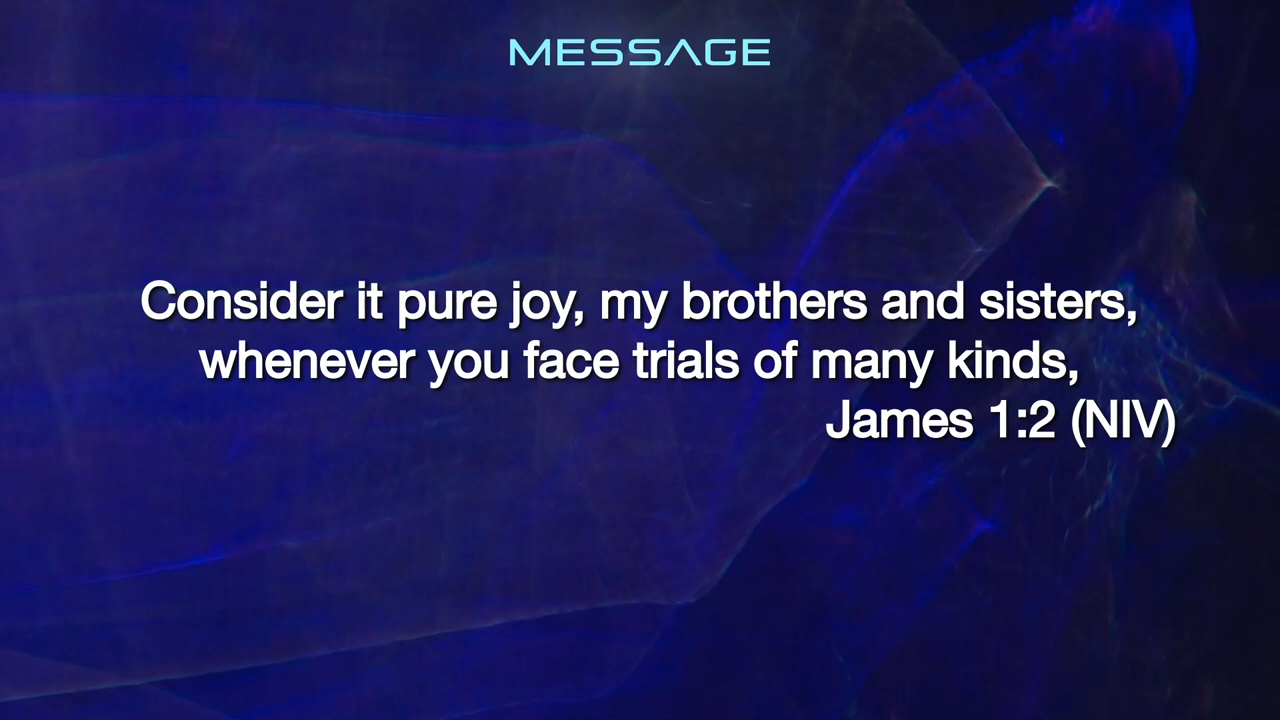 MESSAGE
Consider it pure joy, my brothers and sisters,
whenever you face trials of many kinds,
James 1:2 (NIV)